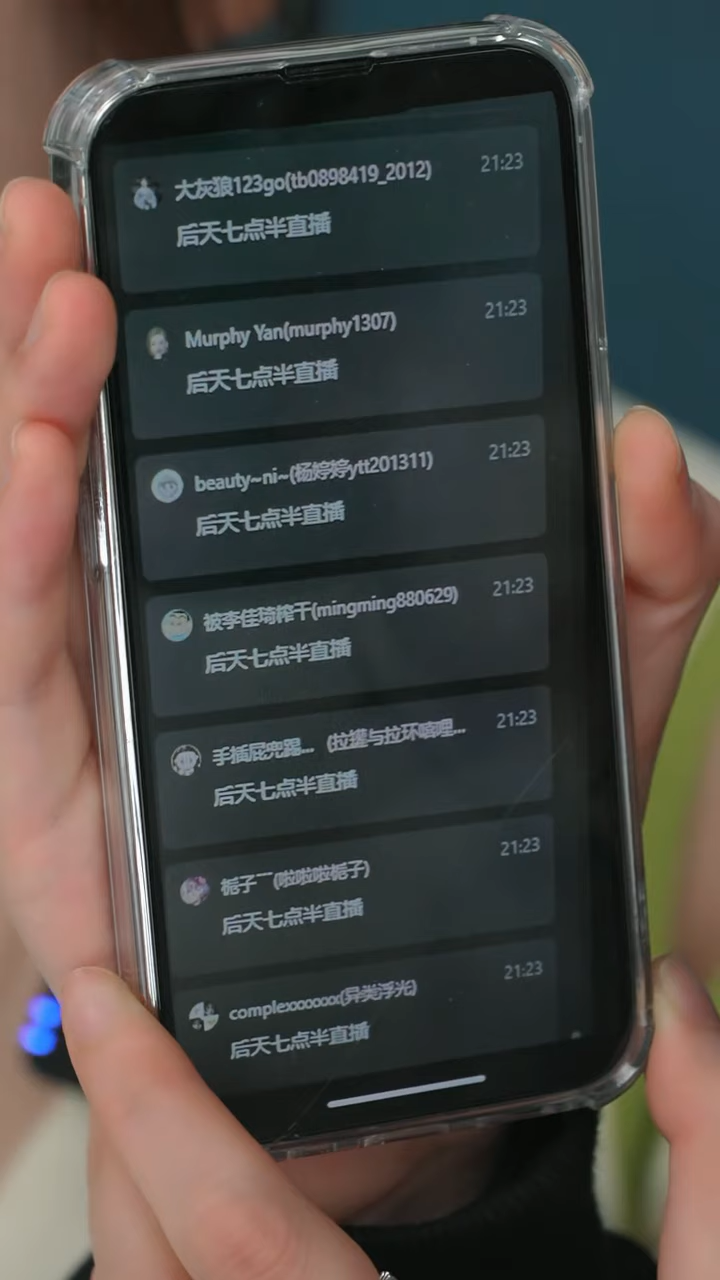 大灰狼123go(tb0898419_2012)
21:23
后天七点半直播
Murphy Yan(murphy1307)
21:23
后天七点半直播
beauty~ni~(杨婷婷ytt201311)
21:23
后天七点半直播
被李佳琦榨干(mingming880629)
21:23
后天七点半直播
手插屁兜踢... (拉搓与拉环嘀哩...
21:23
后天七点半直播
栀子¯¯(啦啦啦栀子)
21:23
后天七点半直播
complexxxxxxx(异类浮光)
21:23
后天七点半直播